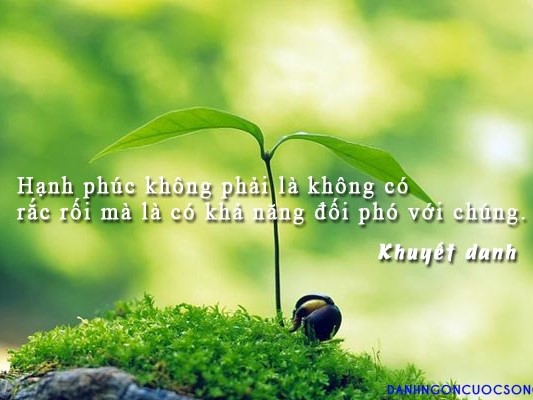 Hạnh phúc không phải là không có
rắc rối mà là có khả năng đối phó với chúng.
Khuyết danh
DANHNGONCUOCSONG